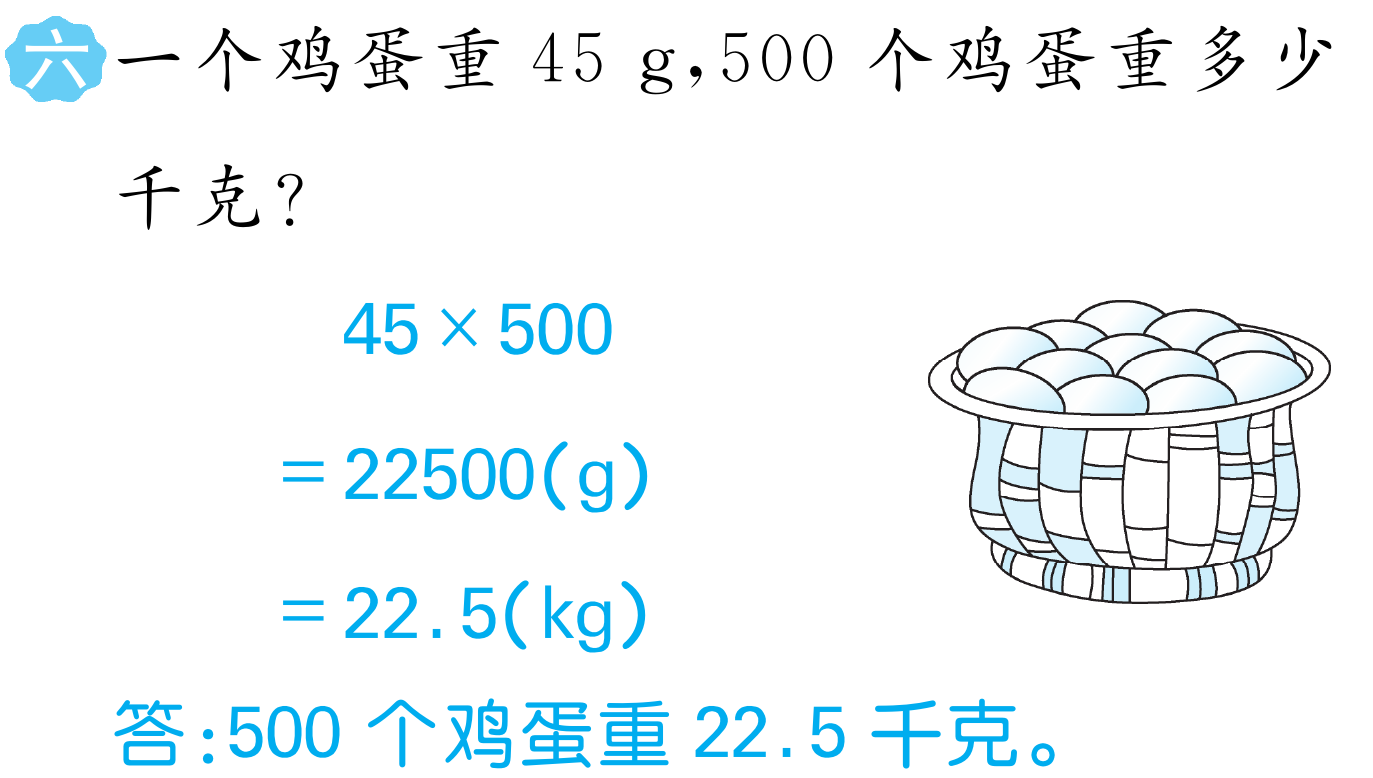 六 一个鸡蛋重 45 g,500 个鸡蛋重多少
千克?
45×500
=22500(g)
=22.5(kg)
答:500 个鸡蛋重 22.5 千克。